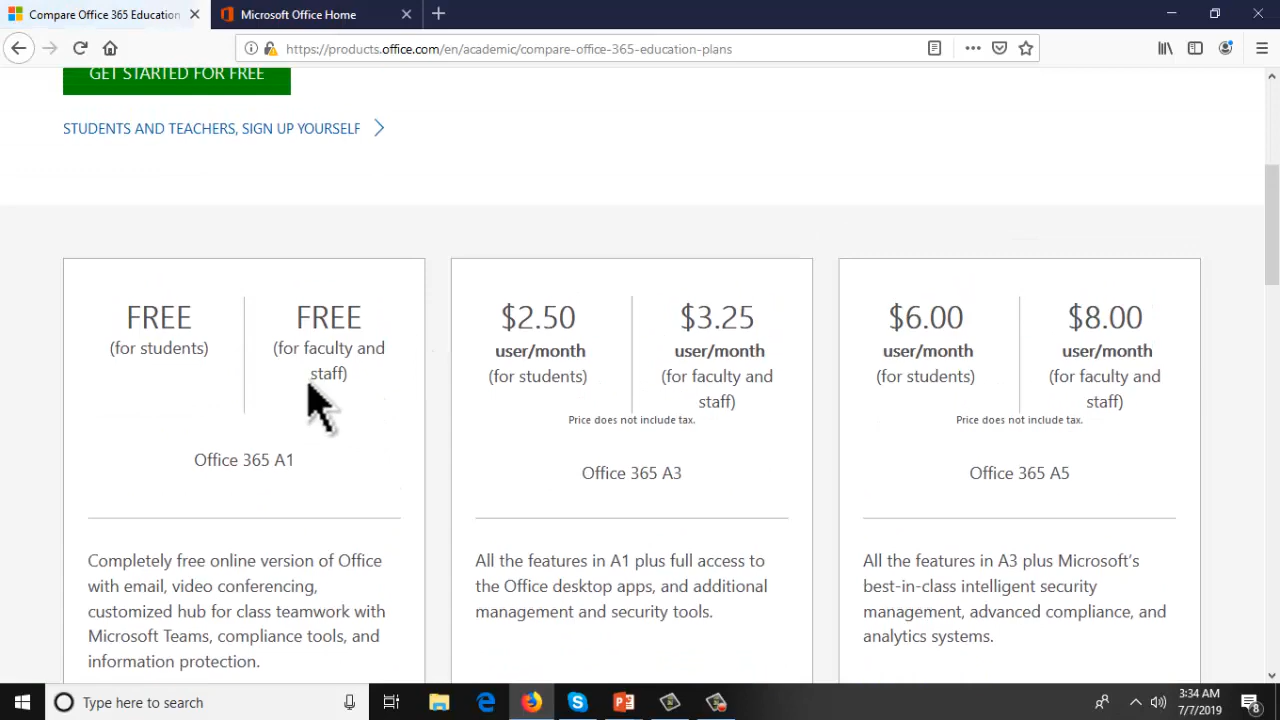 Compare Office 365 Education
Microsoft Office Home
https://products.office.com/en/academic/compare-office-365-education-plans
GET STARTED FOR FREE
STUDENTS AND TEACHERS, SIGN UP YOURSELF
FREE
(for students)
FREE
(for faculty and
staff)
Office 365 A1
Completely free online version of Office
with email, video conferencing,
customized hub for class teamwork with
Microsoft Teams, compliance tools, and
information protection.
$2.50
user/month
(for students)
$3.25
user/month
(for faculty and
staff)
Price does not include tax.
Office 365 A3
All the features in A1 plus full access to
the Office desktop apps, and additional
management and security tools.
$6.00
user/month
(for students)
$8.00
user/month
(for faculty and
staff)
Price does not include tax.
Office 365 A5
All the features in A3 plus Microsoft’s
best-in-class intelligent security
management, advanced compliance, and
analytics systems.
Type here to search
3:34 AM
7/7/2019
8